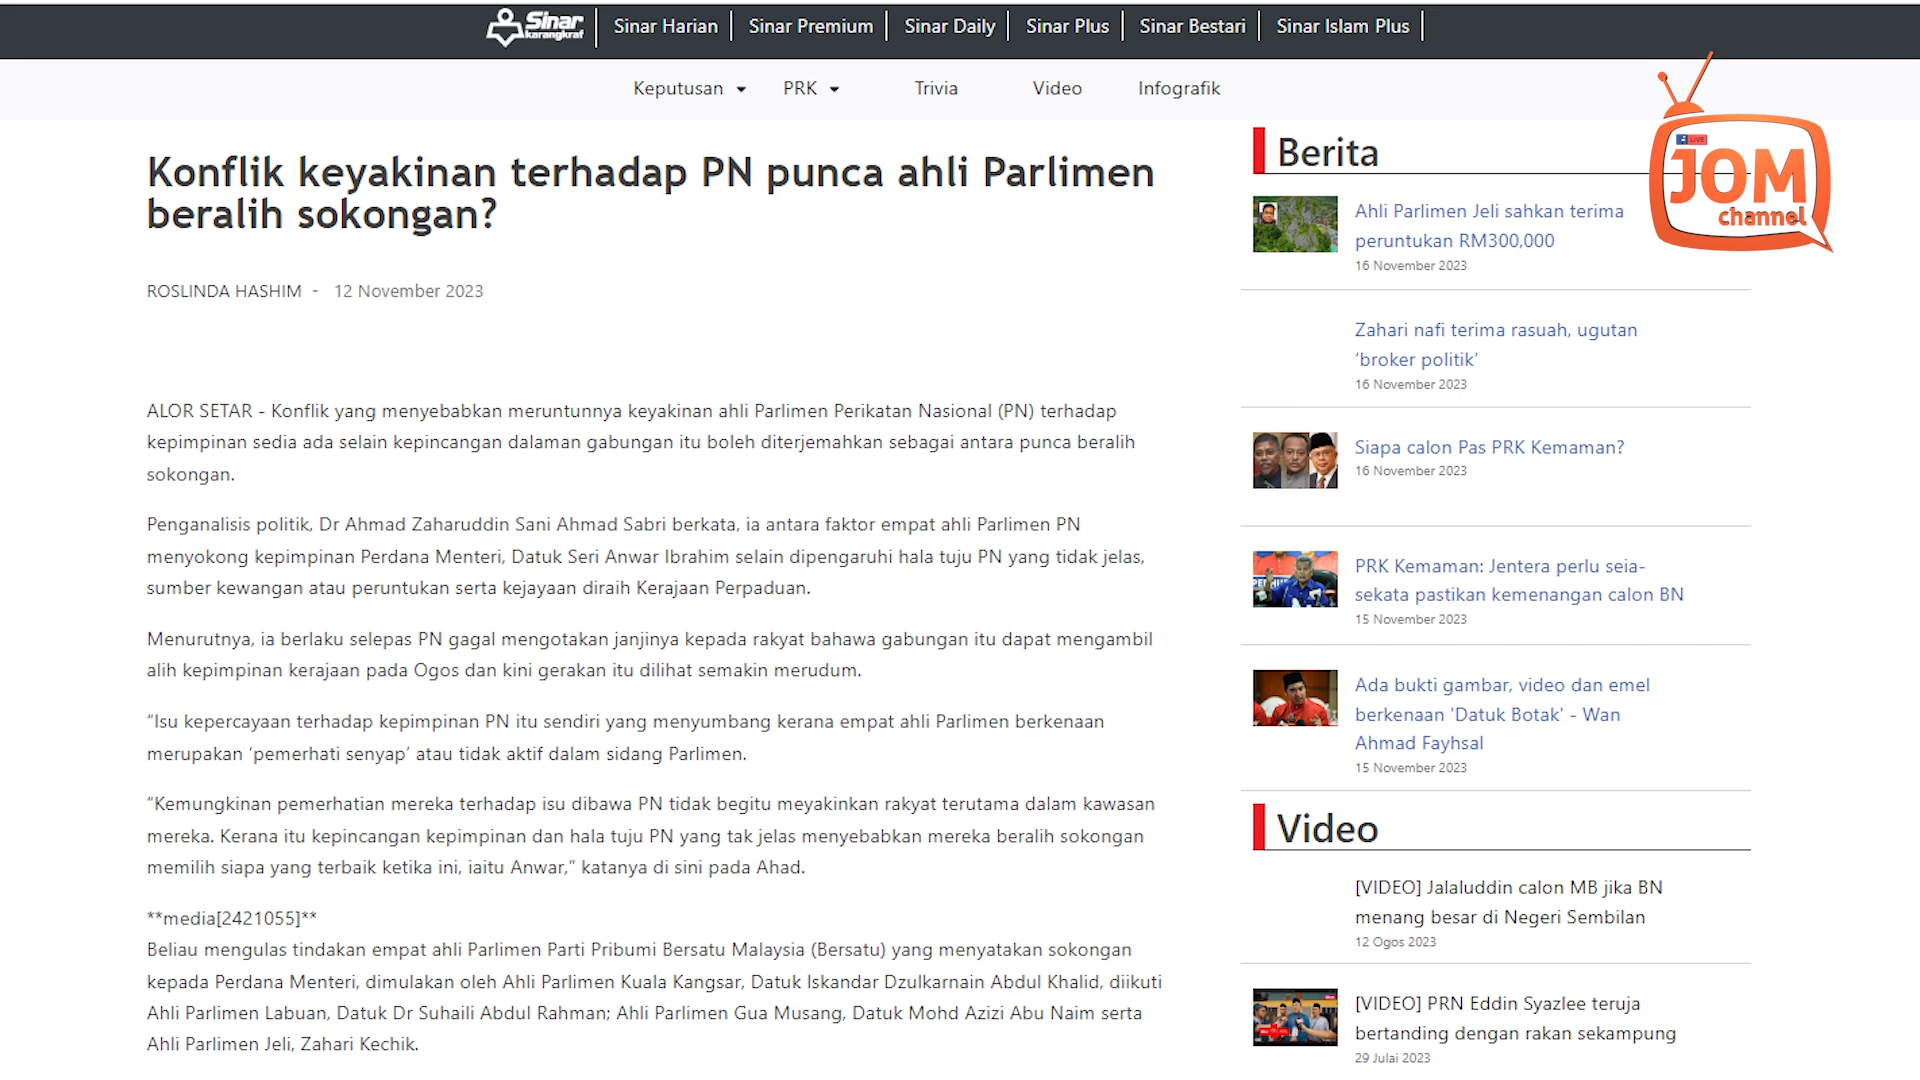 Sinar karangkraf
Sinar Harian
Sinar Premium
Sinar Daily
Sinar Plus
Sinar Bestari
Sinar Islam Plus
Keputusan
PRK
Trivia
Video
Infografik
LIVE
JOM
channel
Konflik keyakinan terhadap PN punca ahli Parlimen
beralih sokongan?
ROSLINDA HASHIM - 12 November 2023
ALOR SETAR - Konflik yang menyebabkan meruntunnya keyakinan ahli Parlimen Perikatan Nasional (PN) terhadap
kepimpinan sedia ada selain kepincangan dalaman gabungan itu boleh diterjemahkan sebagai antara punca beralih
sokongan.
Penganalisis politik, Dr Ahmad Zaharuddin Sani Ahmad Sabri berkata, ia antara faktor empat ahli Parlimen PN
menyokong kepimpinan Perdana Menteri, Datuk Seri Anwar Ibrahim selain dipengaruhi hala tuju PN yang tidak jelas,
sumber kewangan atau peruntukan serta kejayaan diraih Kerajaan Perpaduan.
Menurutnya, ia berlaku selepas PN gagal mengotakan janjinya kepada rakyat bahawa gabungan itu dapat mengambil
alih kepimpinan kerajaan pada Ogos dan kini gerakan itu dilihat semakin merudum.
“Isu kepercayaan terhadap kepimpinan PN itu sendiri yang menyumbang kerana empat ahli Parlimen berkenaan
merupakan ‘pemerhati senyap’ atau tidak aktif dalam sidang Parlimen.
“Kemungkinan pemerhatian mereka terhadap isu dibawa PN tidak begitu meyakinkan rakyat terutama dalam kawasan
mereka. Kerana itu kepincangan kepimpinan dan hala tuju PN yang tak jelas menyebabkan mereka beralih sokongan
memilih siapa yang terbaik ketika ini, iaitu Anwar,” katanya di sini pada Ahad.
**media[2421055]**
Beliau mengulas tindakan empat ahli Parlimen Parti Pribumi Bersatu Malaysia (Bersatu) yang menyatakan sokongan
kepada Perdana Menteri, dimulakan oleh Ahli Parlimen Kuala Kangsar, Datuk Iskandar Dzulkarnain Abdul Khalid, diikuti
Ahli Parlimen Labuan, Datuk Dr Suhaili Abdul Rahman; Ahli Parlimen Gua Musang, Datuk Mohd Azizi Abu Naim serta
Ahli Parlimen Jeli, Zahari Kechik.
Berita
Ahli Parlimen Jeli sahkan terima
peruntukan RM300,000
16 November 2023
Zahari nafi terima rasuah, ugutan
‘broker politik’
16 November 2023
Siapa calon Pas PRK Kemaman?
16 November 2023
PRK Kemaman: Jentera perlu seia-
sekata pastikan kemenangan calon BN
15 November 2023
Ada bukti gambar, video dan emel
berkenaan 'Datuk Botak' - Wan
Ahmad Fayhsal
15 November 2023
Video
[VIDEO] Jalaluddin calon MB jika BN
menang besar di Negeri Sembilan
12 Ogos 2023
[VIDEO] PRN Eddin Syazlee teruja
bertanding dengan rakan sekampung
29 Julai 2023